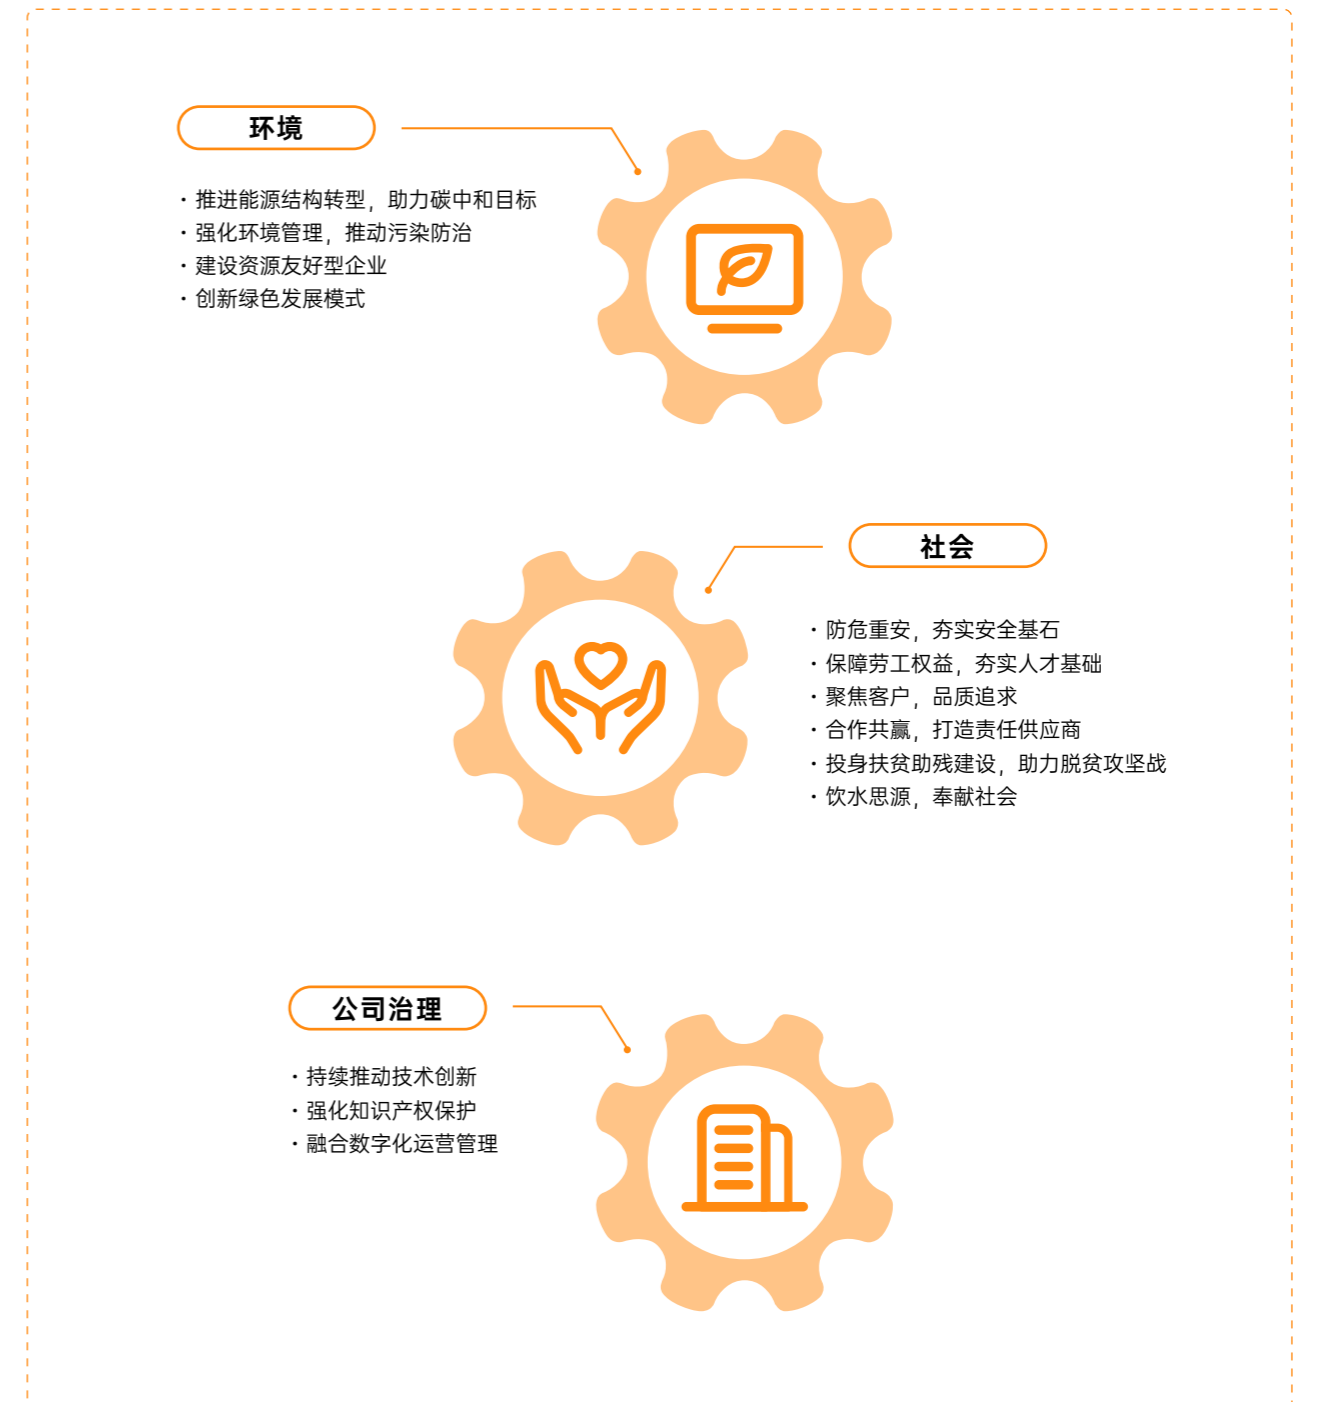 环境
· 推进能源结构转型，助力碳中和目标
· 强化环境管理，推动污染防治
· 建设资源友好型企业
· 创新绿色发展模式
社会
· 防危重安，夯实安全基石
· 保障劳工权益，夯实人才基础
· 聚焦客户，品质追求
· 合作共赢，打造责任供应商
· 投身扶贫助残建设，助力脱贫攻坚战
· 饮水思源，奉献社会
公司治理
· 持续推动技术创新
· 强化知识产权保护
· 融合数字化运营管理